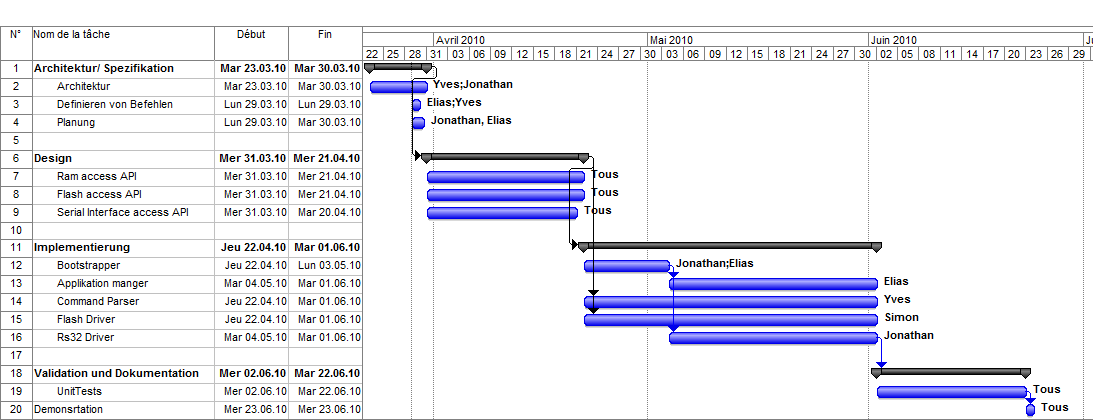 N° Nom de la tâche Début Fin
Avril 2010 Mai 2010 Juin 2010 Ju
22 25 28 31 03 06 09 12 15 18 21 24 27 30 03 06 09 12 15 18 21 24 27 30 02 05 08 11 14 17 20 23 26 29
1 Architektur/ Spezifikation Mar 23.03.10 Mar 30.03.10
2 Architektur Mar 23.03.10 Mar 30.03.10 Yves;Jonathan
3 Definieren von Befehlen Lun 29.03.10 Lun 29.03.10 Elias;Yves
4 Planung Lun 29.03.10 Mar 30.03.10 Jonathan, Elias
5
6 Design Mer 31.03.10 Mer 21.04.10
7 Ram access API Mer 31.03.10 Mer 21.04.10 Tous
8 Flash access API Mer 31.03.10 Mer 21.04.10 Tous
9 Serial Interface access API Mer 31.03.10 Mar 20.04.10 Tous
10
11 Implementierung Jeu 22.04.10 Mar 01.06.10
12 Bootstrapper Jeu 22.04.10 Lun 03.05.10 Jonathan;Elias
13 Applikation manger Mar 04.05.10 Mar 01.06.10 Elias
14 Command Parser Jeu 22.04.10 Mar 01.06.10 Yves
15 Flash Driver Jeu 22.04.10 Mar 01.06.10 Simon
16 Rs32 Driver Mar 04.05.10 Mar 01.06.10 Jonathan
17
18 Validation und Dokumentation Mer 02.06.10 Mar 22.06.10
19 UnitTests Mer 02.06.10 Mar 22.06.10 Tous
20 Demonsrtation Mer 23.06.10 Mer 23.06.10 Tous